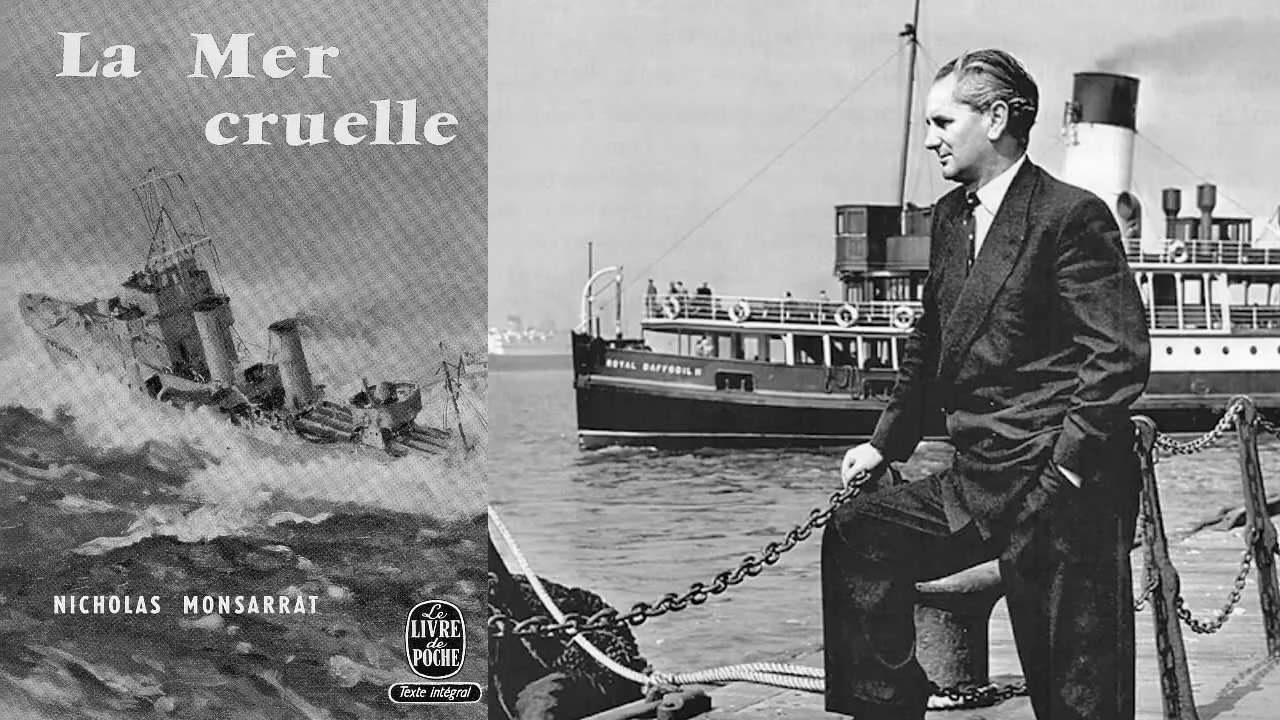 La Mer
cruelle
NICHOLAS MONSARRAT
Le
LIVRE
de
POCHE
Texte intégral
ROYAL DAFFODIL II